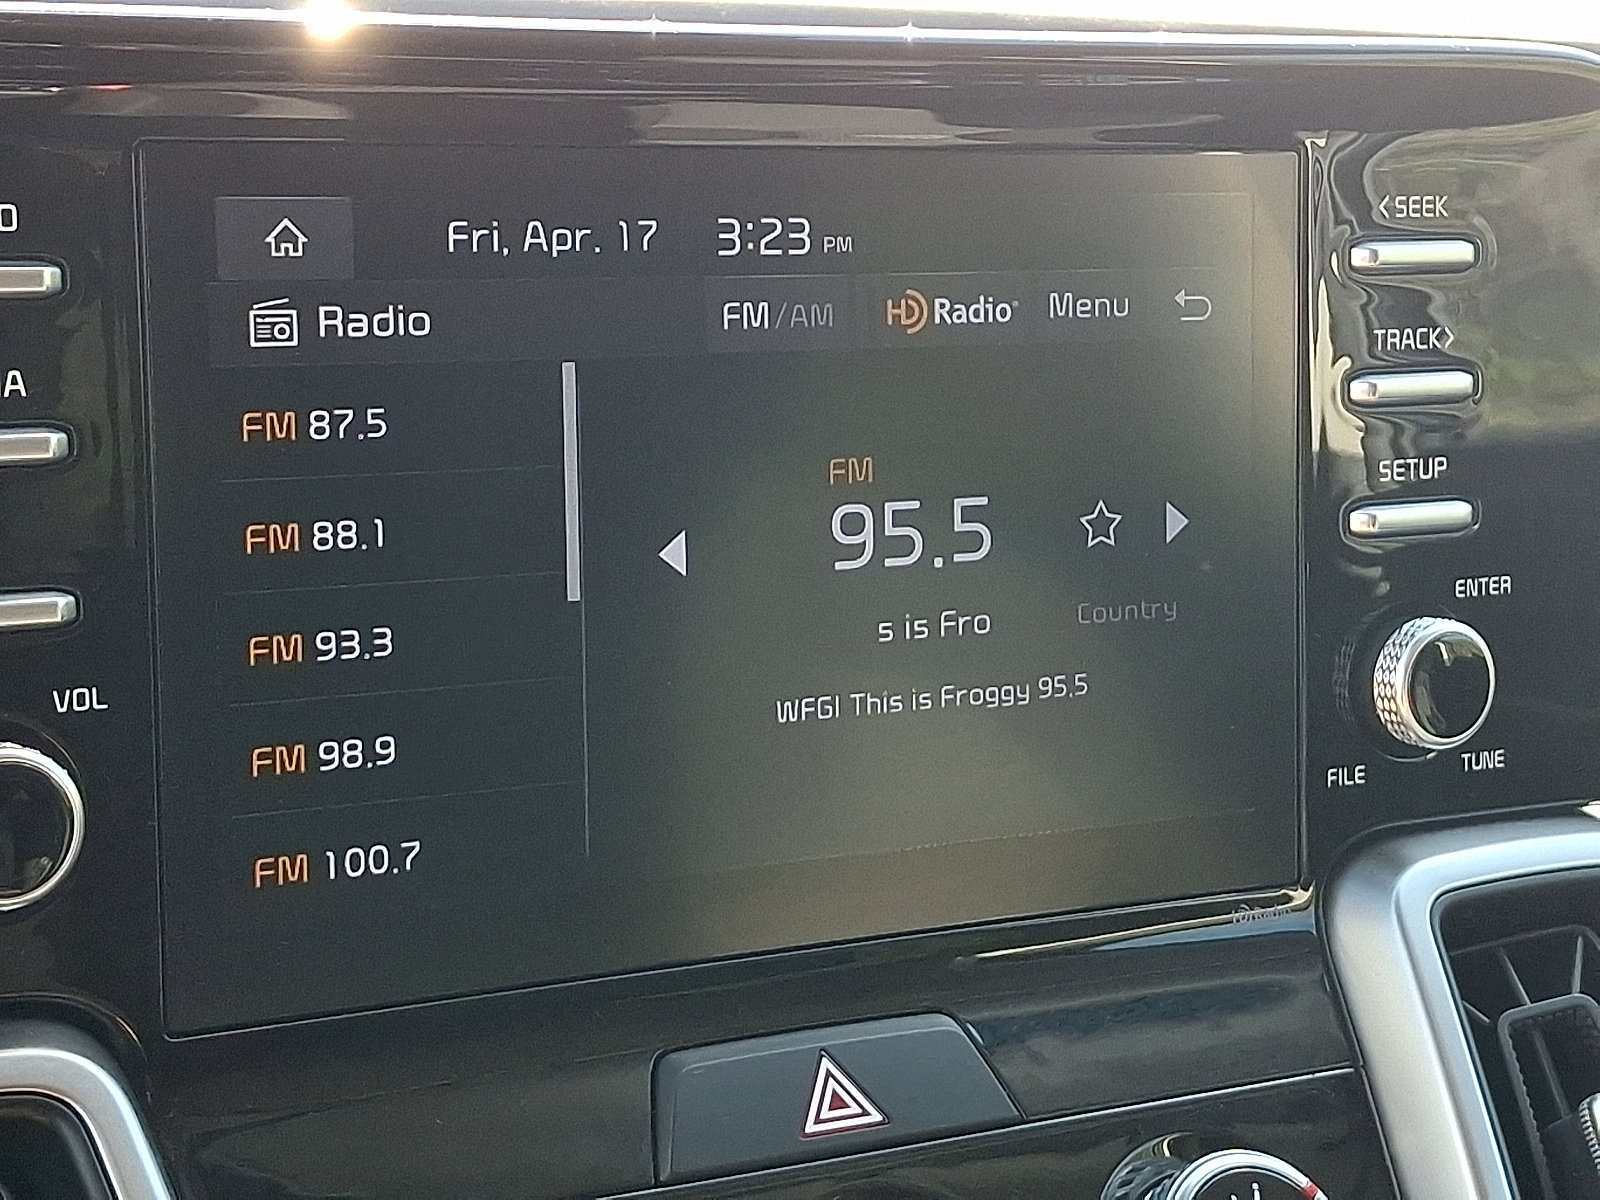 Fri, Apr. 17 3:23 PM
Radio FM/AM HD Radio Menu
FM 87.5
FM 88.1
FM 93.3
FM 98.9
FM 100.7
FM
95.5
s is Fro Country
WFGI This is Froggy 95.5
VOL
<SEEK
TRACK>
SETUP
ENTER
FILE TUNE